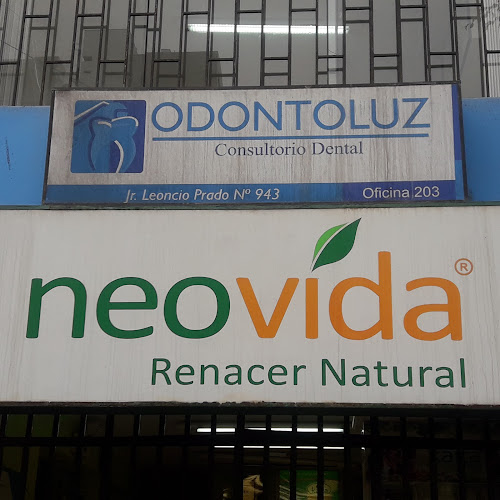 ODONTOLUZ
Consultorio Dental
Jr. Leoncio Prado Nº 943 Oficina 203
neovida®
Renacer Natural